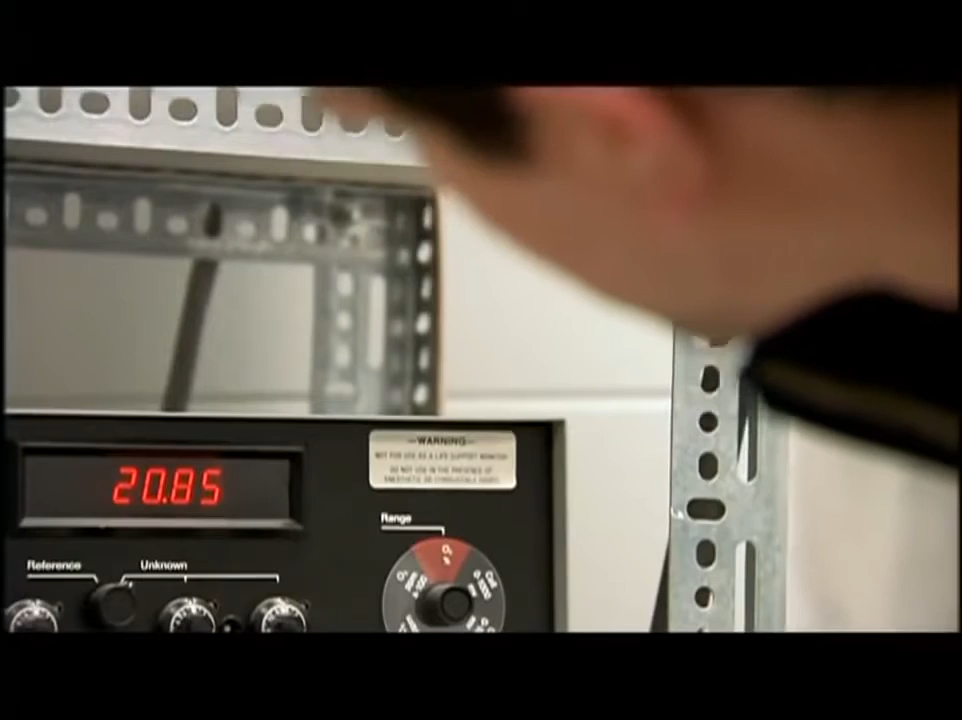 20.85
—WARNING—
NOT FOR USE AS A LIFE SUPPORT MONITOR
DO NOT USE IN THE PRESENCE OF
Range
Reference
Unknown
O₂
%